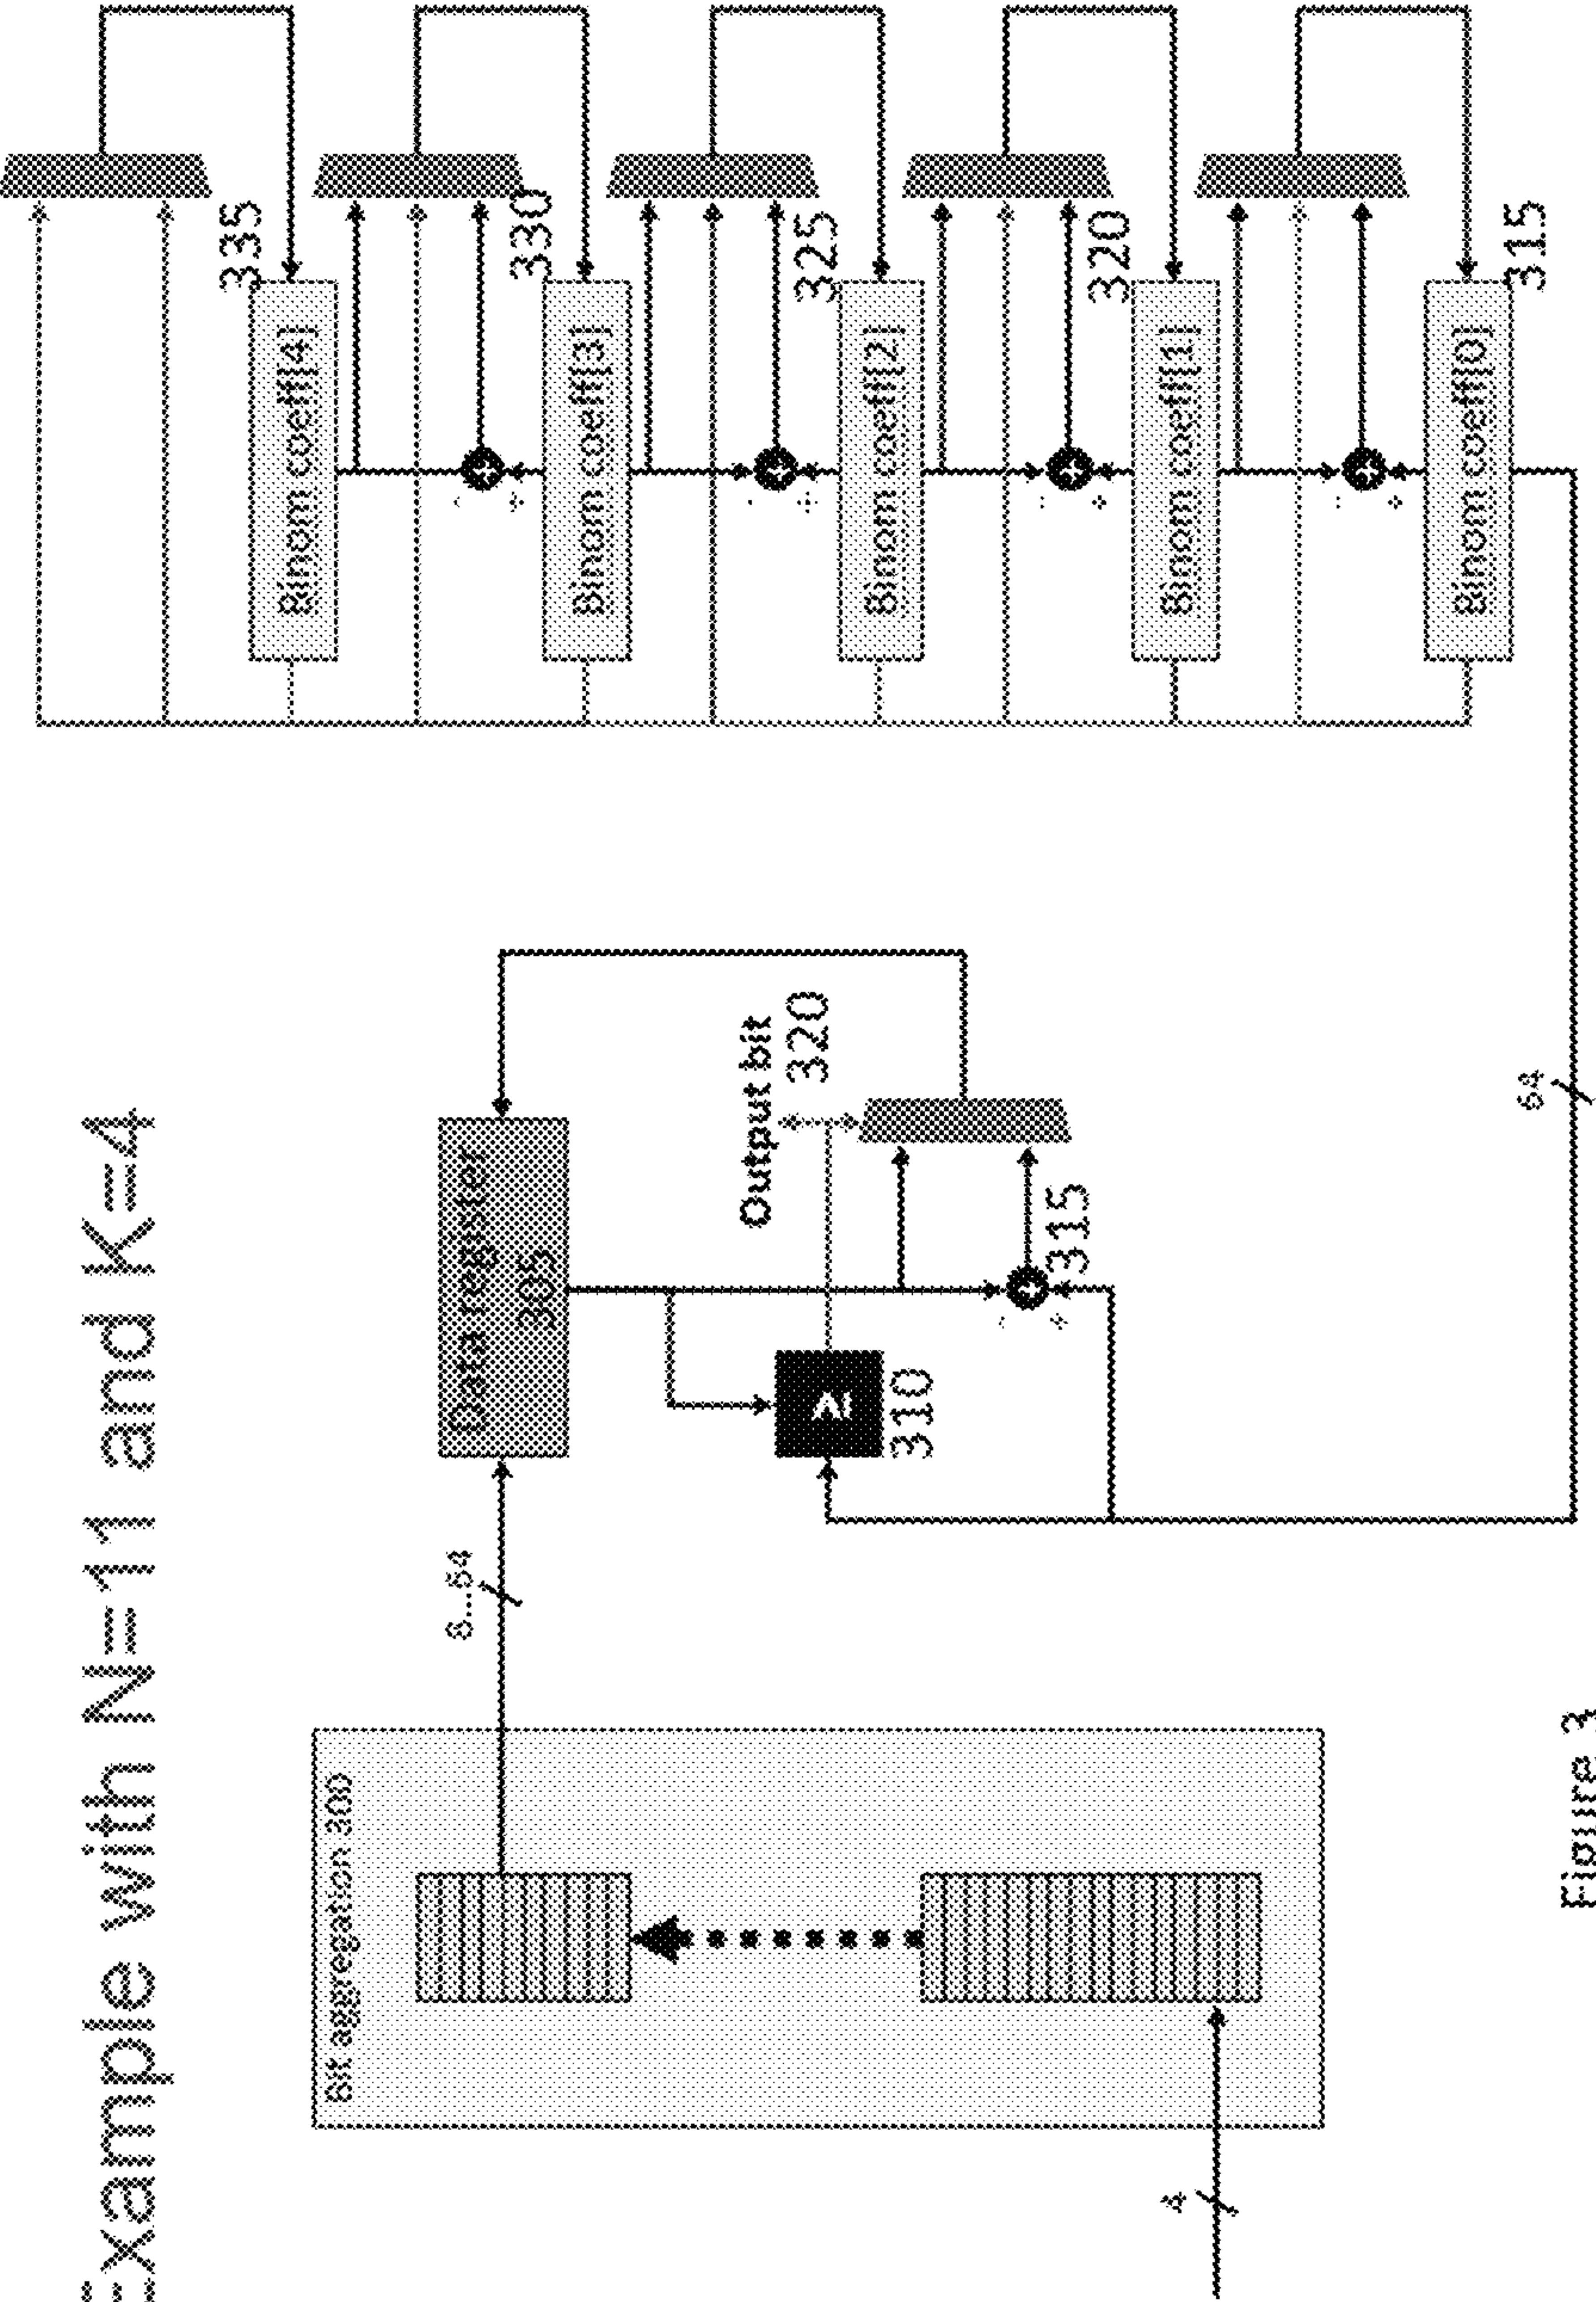 Example with N=11 and K=4
Bit aggregation 300
8...64
Data register
305
Output bit
320
310
315
4
64
335
Binom coeff[4]
330
Binom coeff[3]
325
Binom coeff[2]
320
Binom coeff[1]
315
Binom coeff[0]
Figure 3